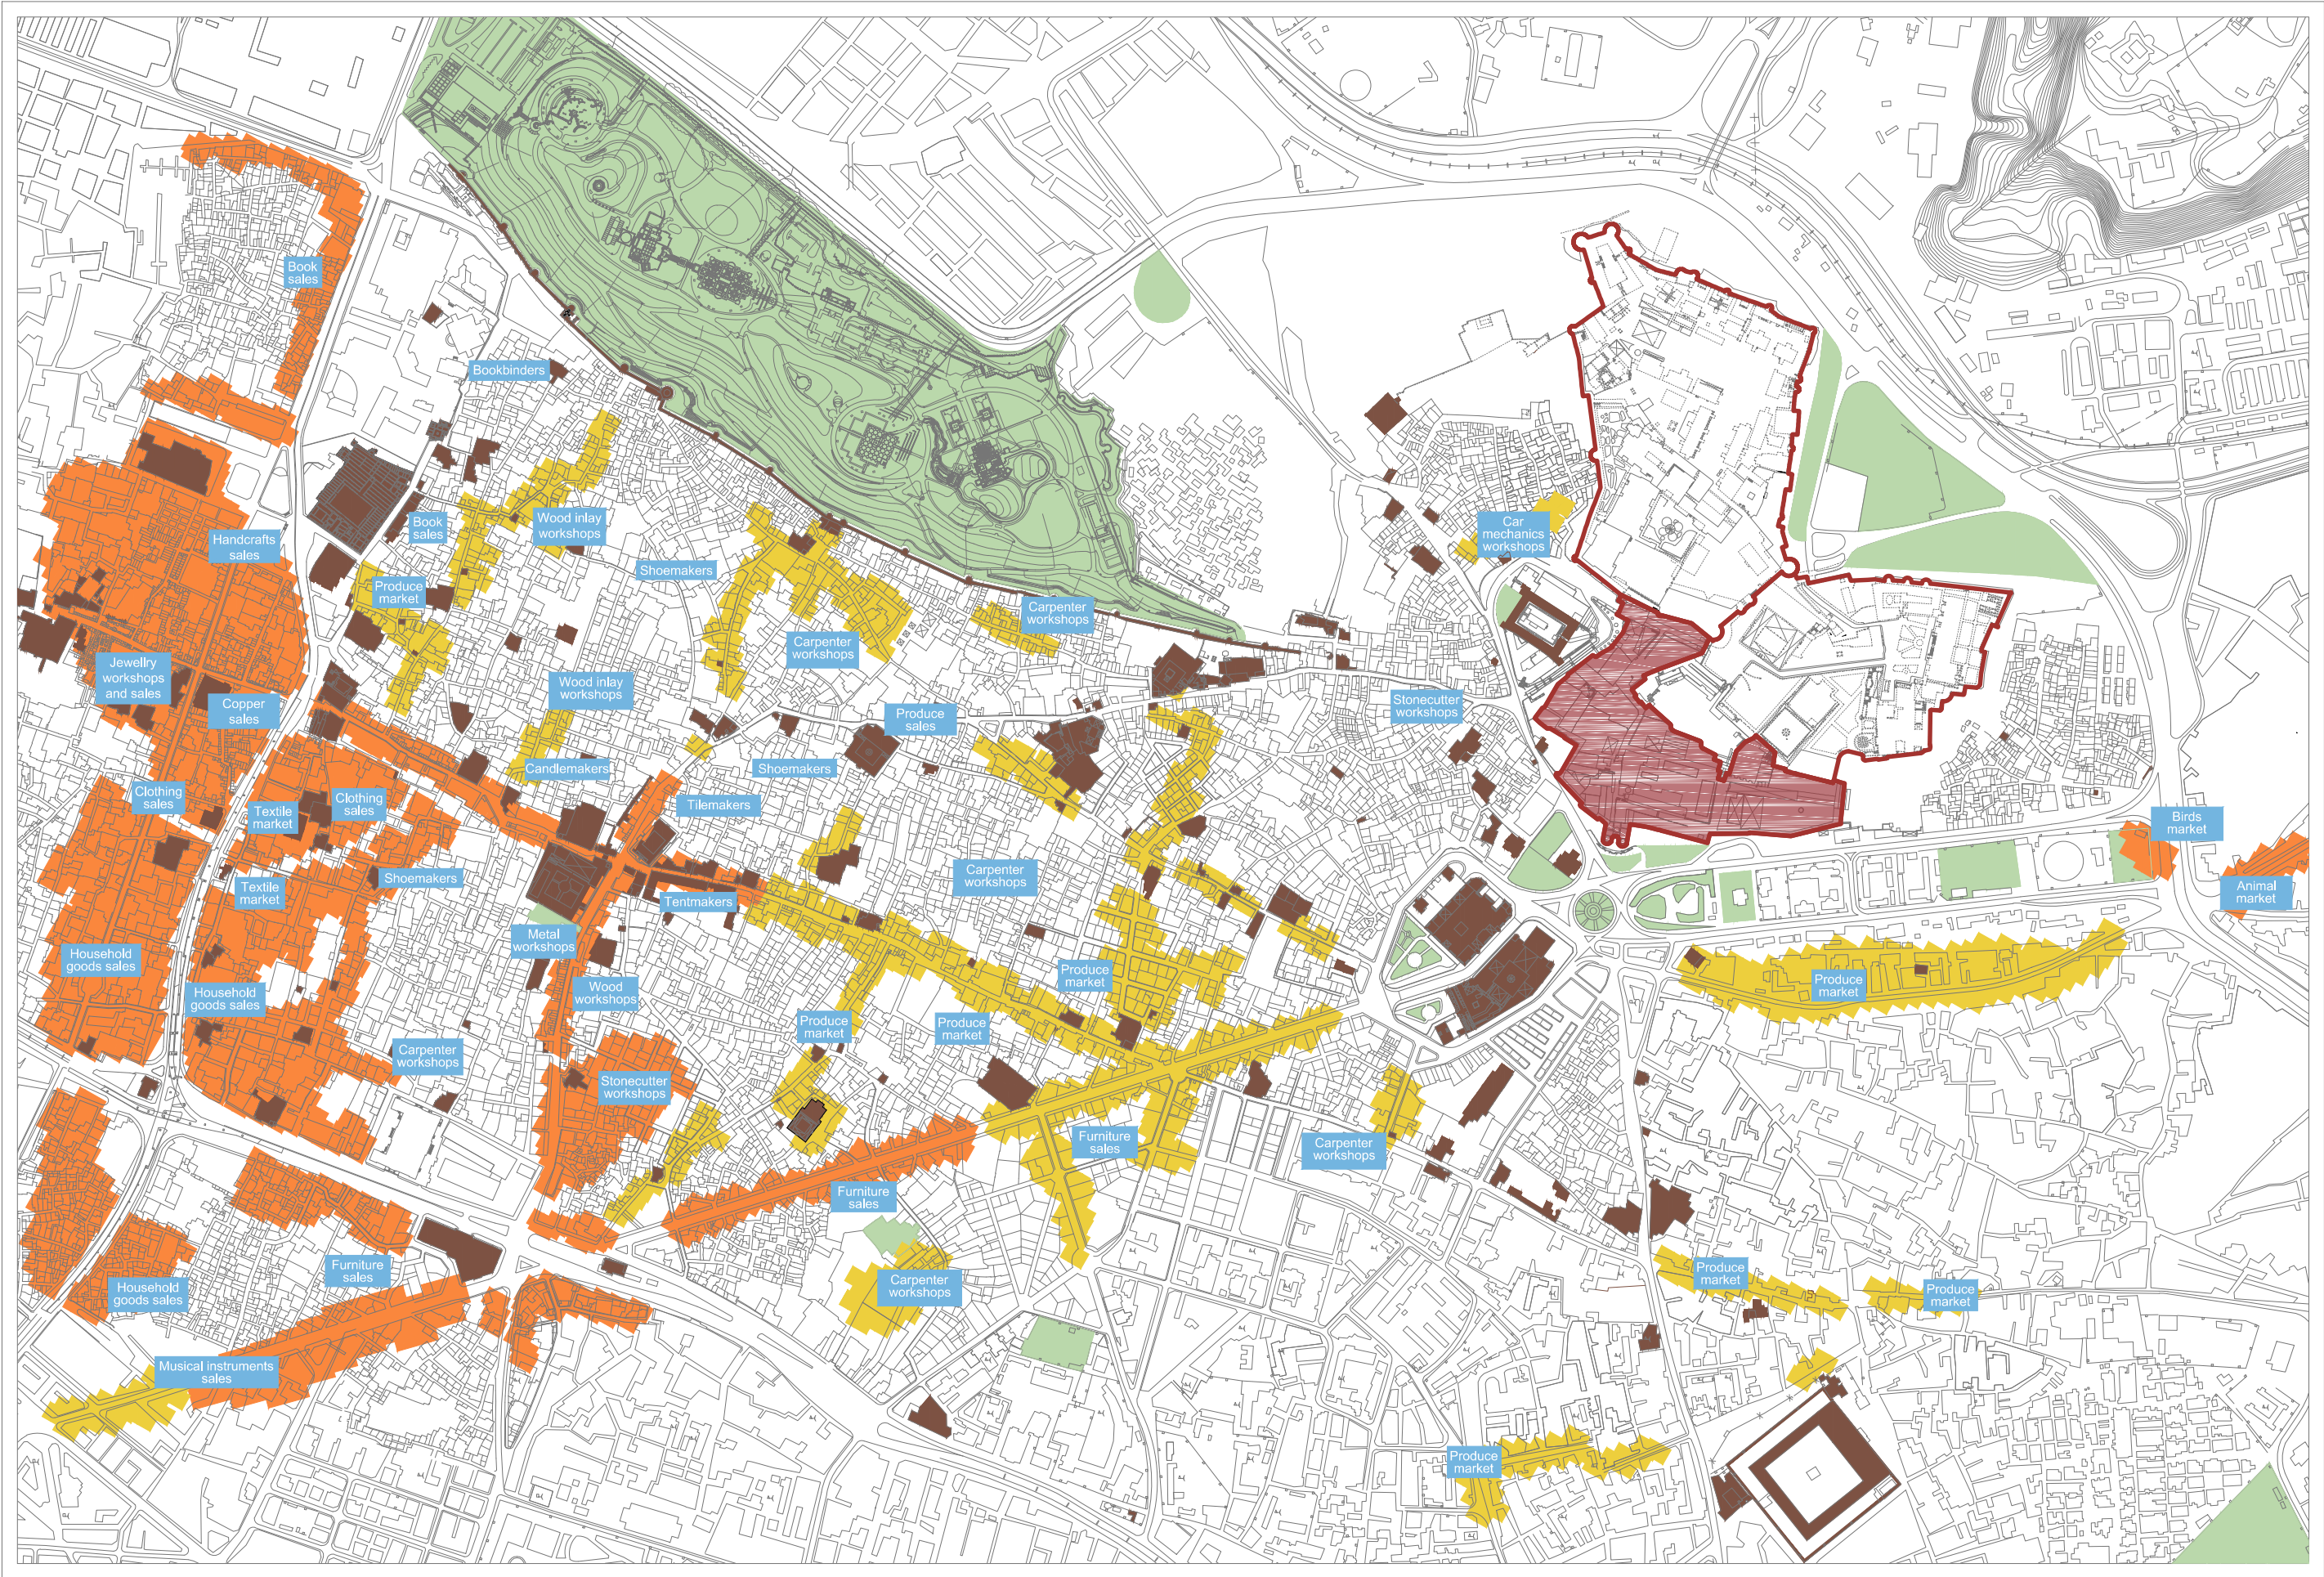 Book
sales
Bookbinders
Handcrafts
sales
Book
sales
Wood inlay
workshops
Car
mechanics
workshops
Shoemakers
Produce
market
Carpenter
workshops
Carpenter
workshops
Jewellry
workshops
and sales
Wood inlay
workshops
Copper
sales
Produce
sales
Stonecutter
workshops
Candlemakers
Shoemakers
Clothing
sales
Textile
market
Clothing
sales
Tilemakers
Birds
market
Shoemakers
Textile
market
Carpenter
workshops
Tentmakers
Animal
market
Metal
workshops
Household
goods sales
Household
goods sales
Wood
workshops
Produce
market
Produce
market
Produce
market
Produce
market
Carpenter
workshops
Stonecutter
workshops
Furniture
sales
Carpenter
workshops
Furniture
sales
Furniture
sales
Household
goods sales
Carpenter
workshops
Produce
market
Produce
market
Musical instruments
sales
Produce
market